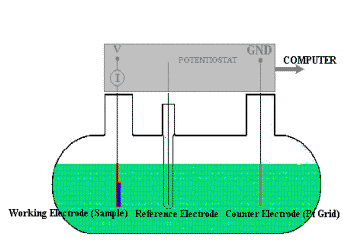 V
GND
POTENTIOSTAT
COMPUTER
I
Working Electrode (Sample)
Reference Electrode
Counter Electrode (Pt Grid)